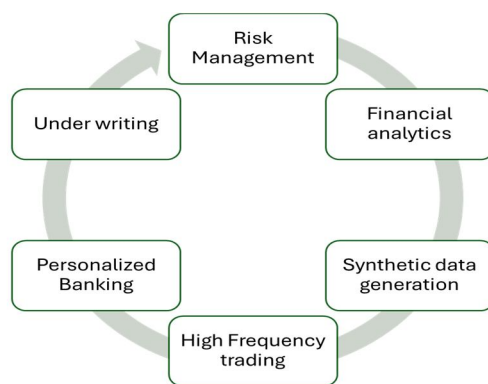 Risk
Management
Financial
analytics
Synthetic data
generation
High Frequency
trading
Personalized
Banking
Under writing